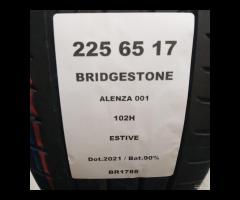 225 65 17
BRIDGESTONE
ALENZA 001
102H
ESTIVE
Dot.2021 / Bat.90%
BR1788